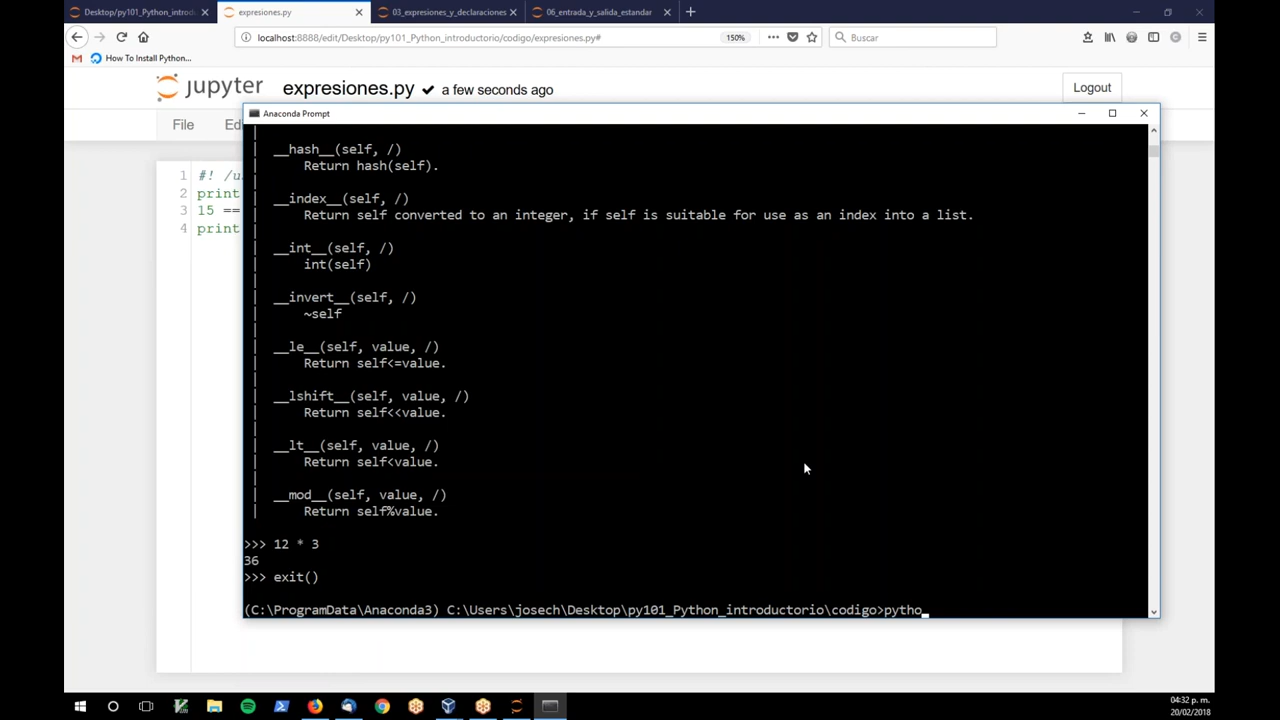 Desktop/py101_Python_introd
expresiones.py
03_expresiones_y_declaraciones
06_entrada_y_salida_estandar
localhost:8888/edit/Desktop/py101_Python_introductorio/codigo/expresiones.py#
150%
Buscar
How To Install Python...
jupyter expresiones.py ✔ a few seconds ago
Logout
File
Ed
Anaconda Prompt
1 #! /u
2 print
3 15 ==
4 print
|
| __hash__(self, /)
| Return hash(self).
|
| __index__(self, /)
| Return self converted to an integer, if self is suitable for use as an index into a list.
|
| __int__(self, /)
| int(self)
|
| __invert__(self, /)
| ~self
|
| __le__(self, value, /)
| Return self<=value.
|
| __lshift__(self, value, /)
| Return self<<value.
|
| __lt__(self, value, /)
| Return self<value.
|
| __mod__(self, value, /)
| Return self%value.
>>> 12 * 3
36
>>> exit()
(C:\ProgramData\Anaconda3) C:\Users\josech\Desktop\py101_Python_introductorio\codigo>pytho_
04:32 p. m.
20/02/2018